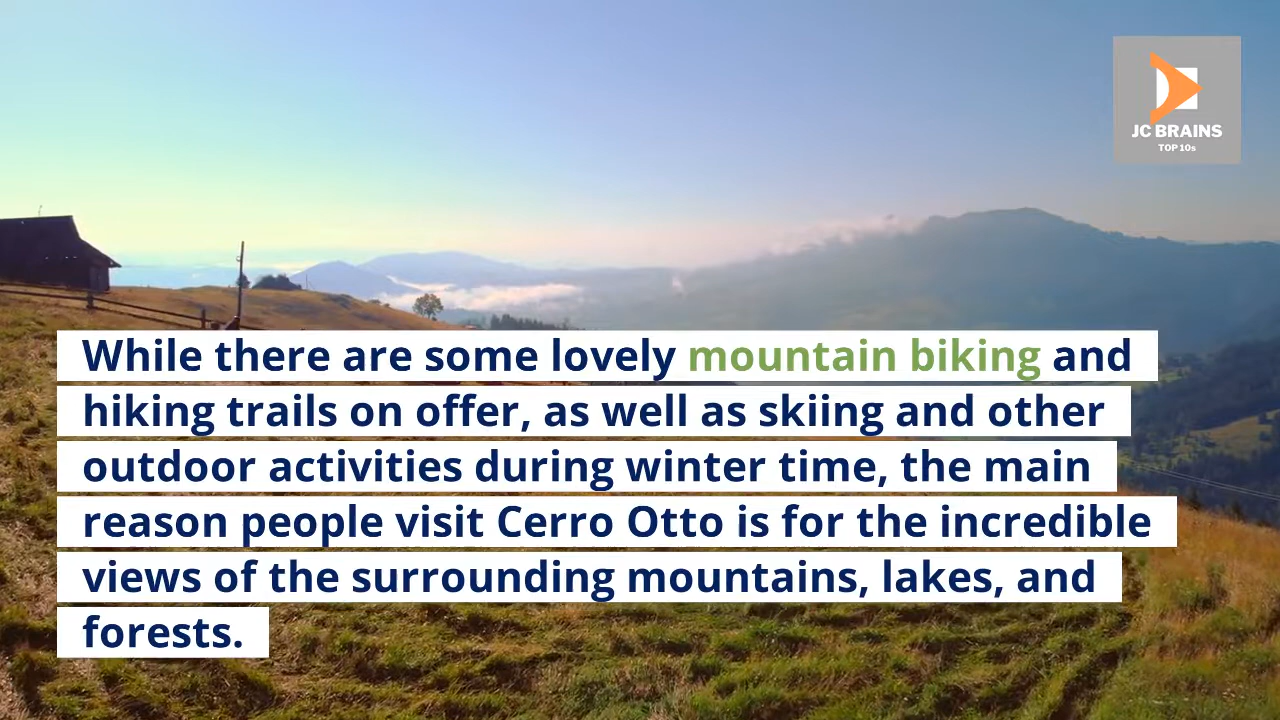 JC BRAINS
TOP 10s
While there are some lovely mountain biking and
hiking trails on offer, as well as skiing and other
outdoor activities during winter time, the main
reason people visit Cerro Otto is for the incredible
views of the surrounding mountains, lakes, and
forests.